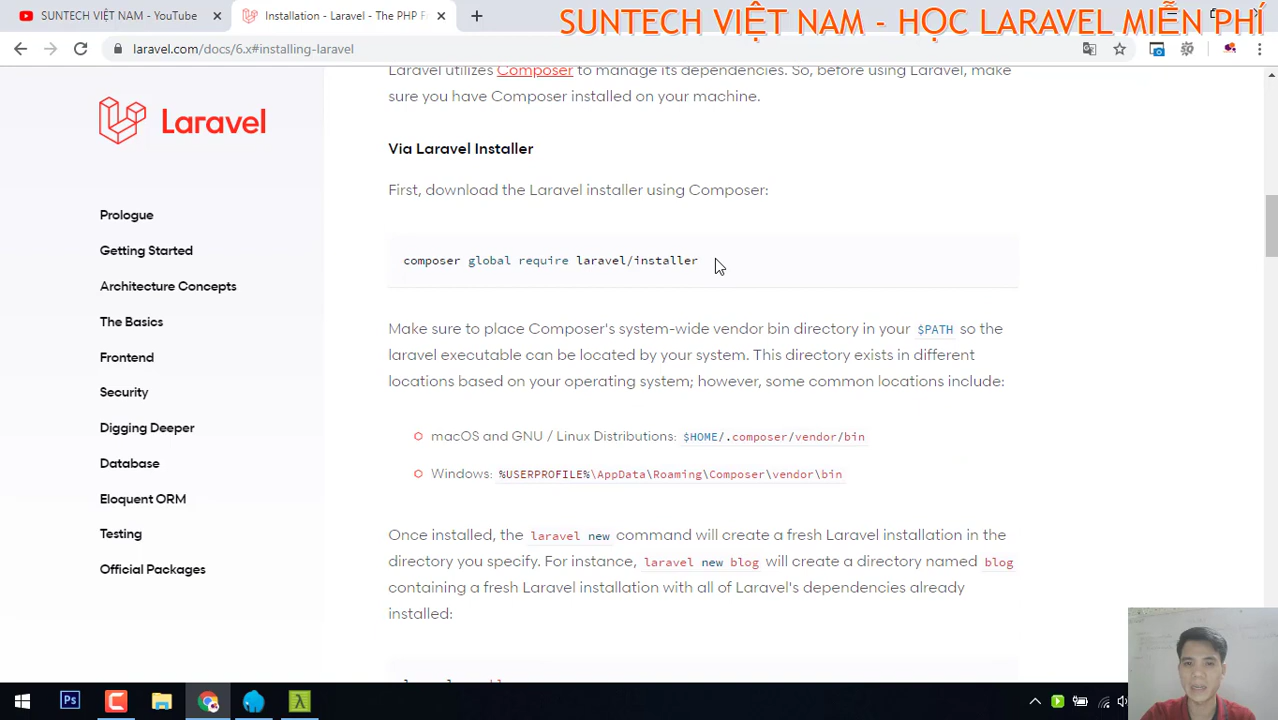 SUNTECH VIỆT NAM - YouTube
Installation - Laravel - The PHP F
SUNTECH VIỆT NAM - HỌC LARAVEL MIỄN PHÍ
laravel.com/docs/6.x#installing-laravel
Laravel utilizes Composer to manage its dependencies. So, before using Laravel, make
sure you have Composer installed on your machine.
Laravel
Via Laravel Installer
First, download the Laravel installer using Composer:
Prologue
Getting Started
Architecture Concepts
The Basics
Frontend
Security
Digging Deeper
Database
Eloquent ORM
Testing
Official Packages
composer global require laravel/installer
Make sure to place Composer's system-wide vendor bin directory in your $PATH so the
laravel executable can be located by your system. This directory exists in different
locations based on your operating system; however, some common locations include:
macOS and GNU / Linux Distributions: $HOME/.composer/vendor/bin
Windows: %USERPROFILE%\AppData\Roaming\Composer\vendor\bin
Once installed, the laravel new command will create a fresh Laravel installation in the
directory you specify. For instance, laravel new blog will create a directory named blog
containing a fresh Laravel installation with all of Laravel's dependencies already
installed:
Ps